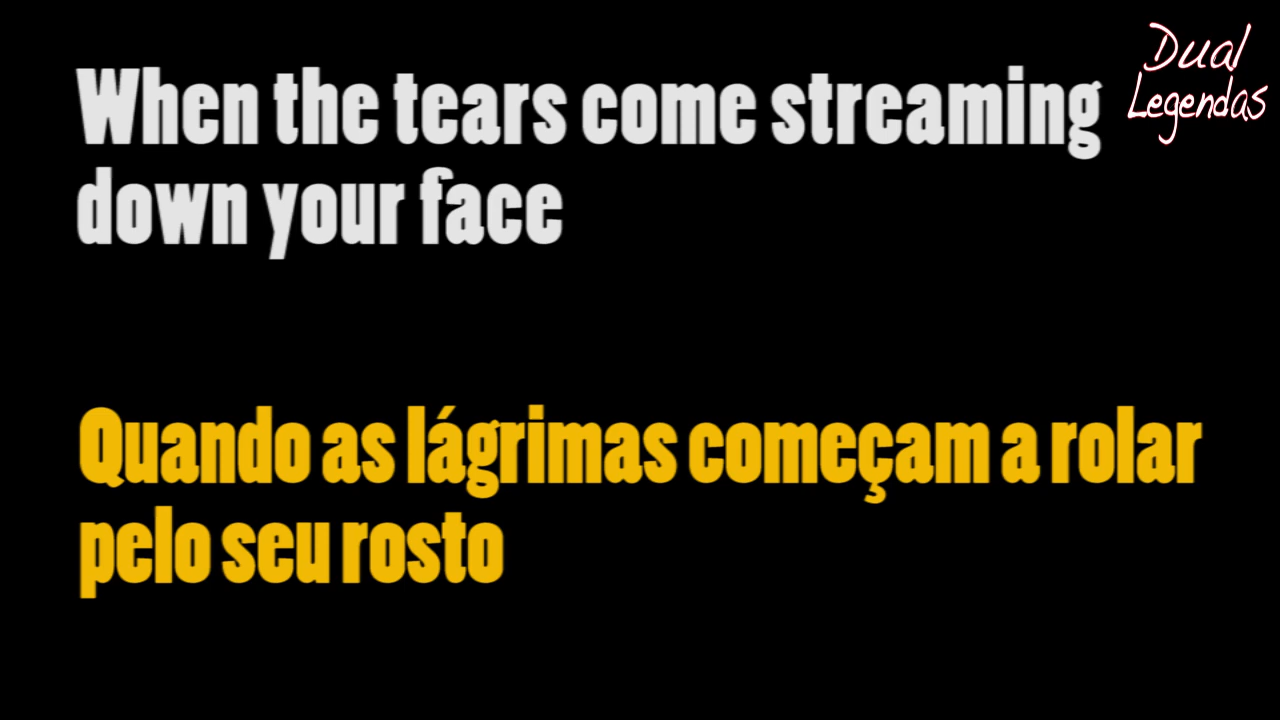 When the tears come streaming
down your face
Quando as lágrimas começam a rolar
pelo seu rosto
Dual
Legendas